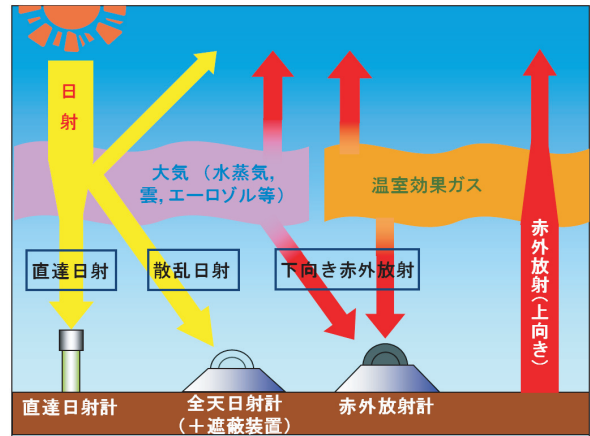 日
射
大気（水蒸気，
雲，エーロゾル等）
温室効果ガス
直達日射
散乱日射
下向き赤外放射
赤外放射（上向き）
直達日射計
全天日射計
（＋遮蔽装置）
赤外放射計